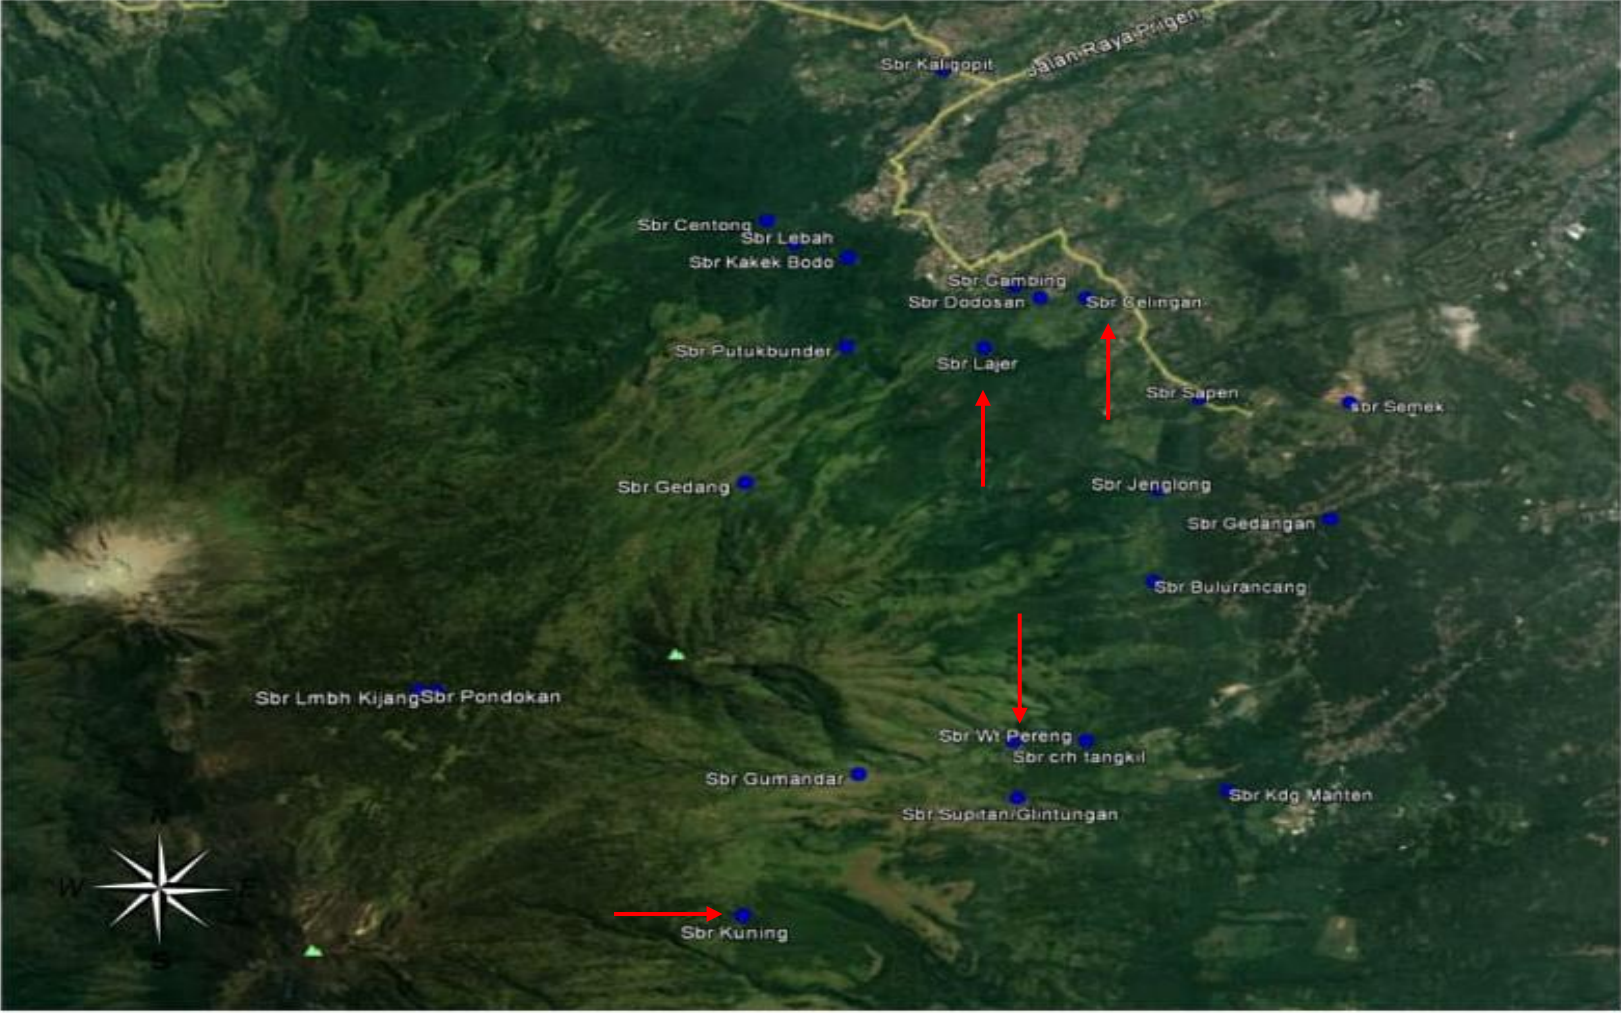 Sbr Kaligopit
Jalan Raya Prigen
Sbr Centong
Sbr Lebah
Sbr Kakek Bodo
Sbr Gambing
Sbr Dodosan
Sbr Celingan
Sbr Putukbunder
Sbr Lajer
Sbr Sapen
sbr Semek
Sbr Gedang
Sbr Jenglong
Sbr Gedangan
Sbr Bulurancang
Sbr Lmbh Kijang
Sbr Pondokan
Sbr Wt Pereng
Sbr crh tangkil
Sbr Gumandar
Sbr Kdg Manten
Sbr Supitan/Glintungan
N
W
E
S
Sbr Kuning